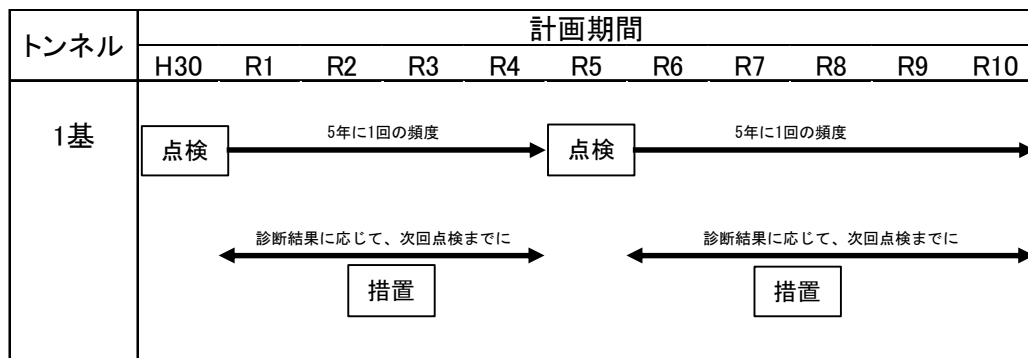 トンネル
計画期間
H30 R1 R2 R3 R4 R5 R6 R7 R8 R9 R10
1基
点検
5年に1回の頻度
点検
5年に1回の頻度
診断結果に応じて、次回点検までに
診断結果に応じて、次回点検までに
措置
措置